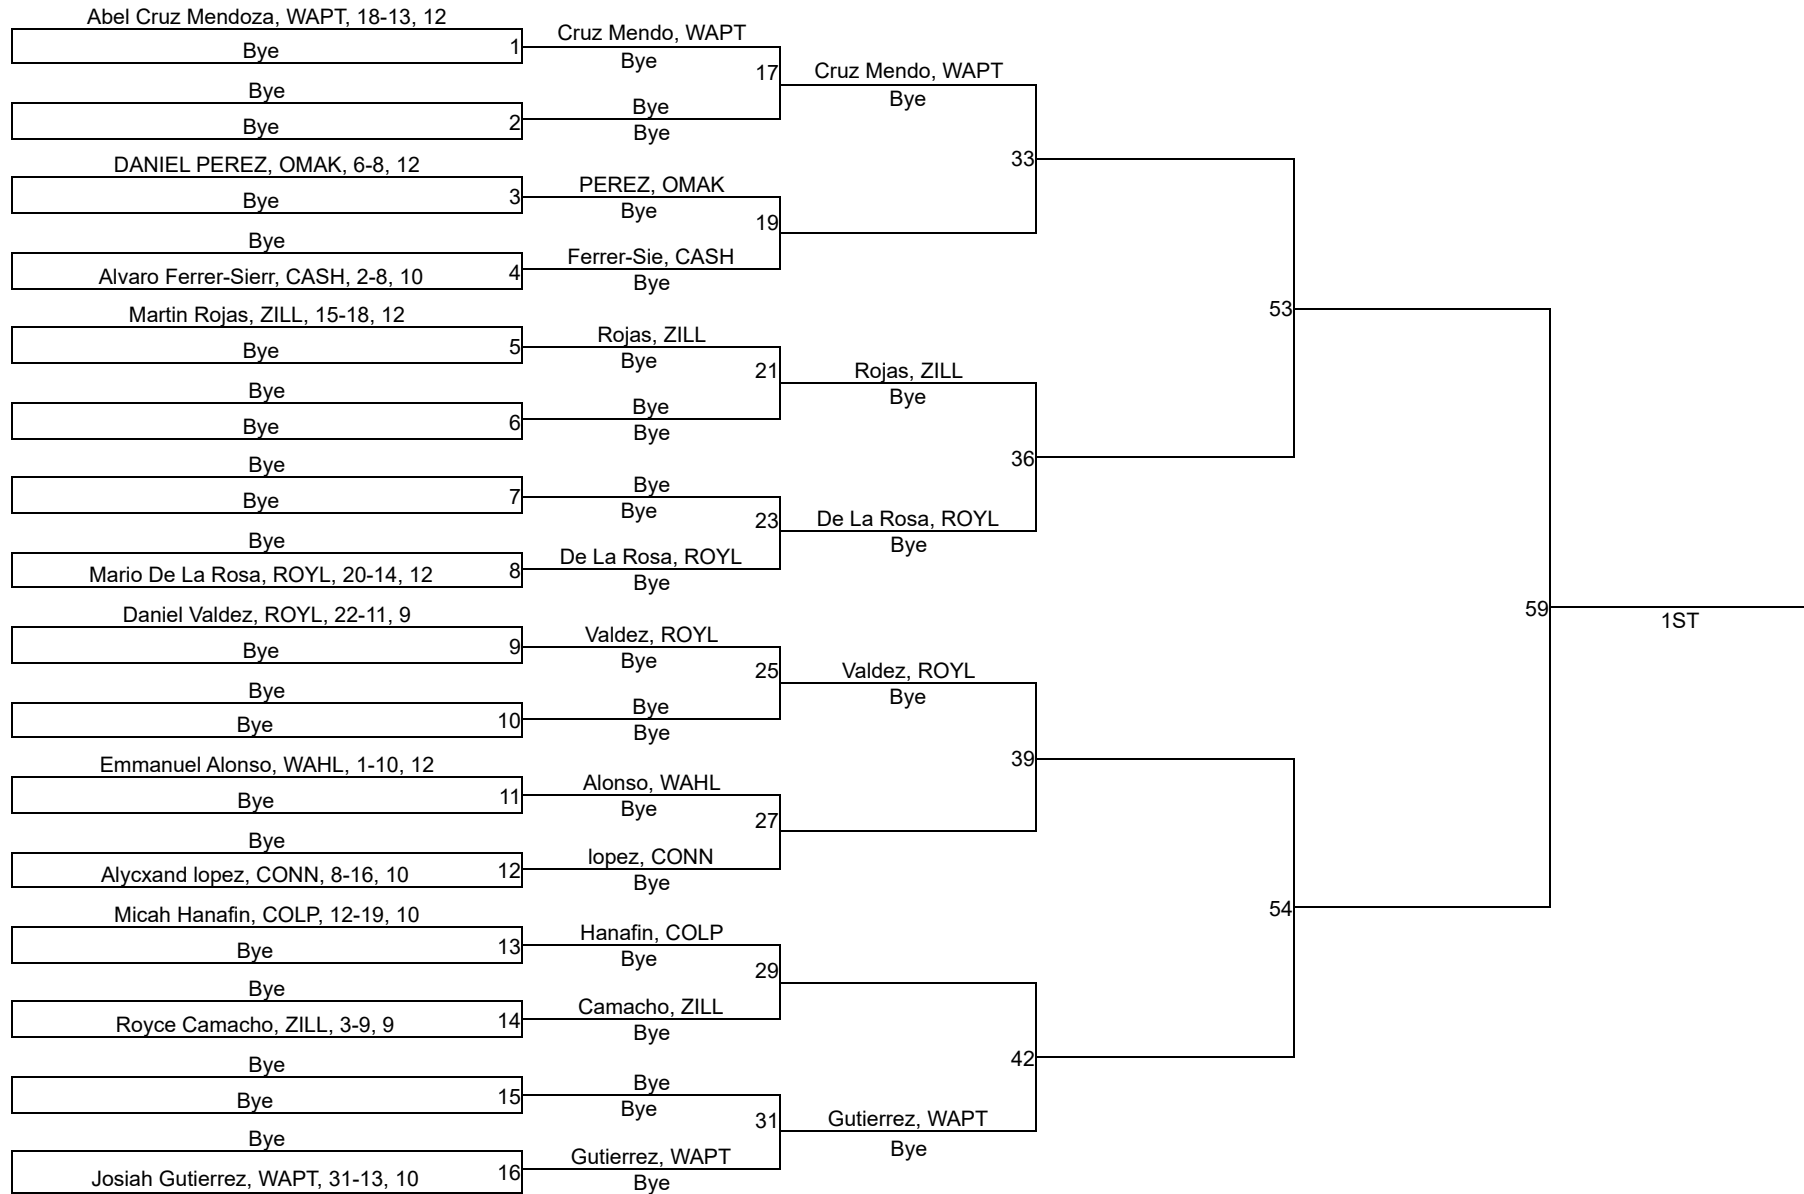 Abel Cruz Mendoza, WAPT, 18-13, 12
Bye
1
Bye
Bye
2
DANIEL PEREZ, OMAK, 6-8, 12
Bye
3
Bye
Alvaro Ferrer-Sierr, CASH, 2-8, 10
4
Martin Rojas, ZILL, 15-18, 12
Bye
5
Bye
Bye
6
Bye
Bye
7
Bye
Mario De La Rosa, ROYL, 20-14, 12
8
Daniel Valdez, ROYL, 22-11, 9
Bye
9
Bye
Bye
10
Emmanuel Alonso, WAHL, 1-10, 12
Bye
11
Bye
Alycxand lopez, CONN, 8-16, 10
12
Micah Hanafin, COLP, 12-19, 10
Bye
13
Bye
Royce Camacho, ZILL, 3-9, 9
14
Bye
Bye
15
Bye
Josiah Gutierrez, WAPT, 31-13, 10
16
Cruz Mendo, WAPT
Bye
17
Bye
Bye
PEREZ, OMAK
Bye
19
Ferrer-Sie, CASH
Bye
Rojas, ZILL
Bye
21
Bye
Bye
Bye
Bye
23
De La Rosa, ROYL
Bye
Valdez, ROYL
Bye
25
Bye
Bye
Alonso, WAHL
Bye
27
lopez, CONN
Bye
Hanafin, COLP
Bye
29
Camacho, ZILL
Bye
Bye
Bye
31
Gutierrez, WAPT
Bye
Cruz Mendo, WAPT
Bye
33
Rojas, ZILL
Bye
36
De La Rosa, ROYL
Bye
Valdez, ROYL
Bye
39
42
Gutierrez, WAPT
Bye
53
54
59
1ST